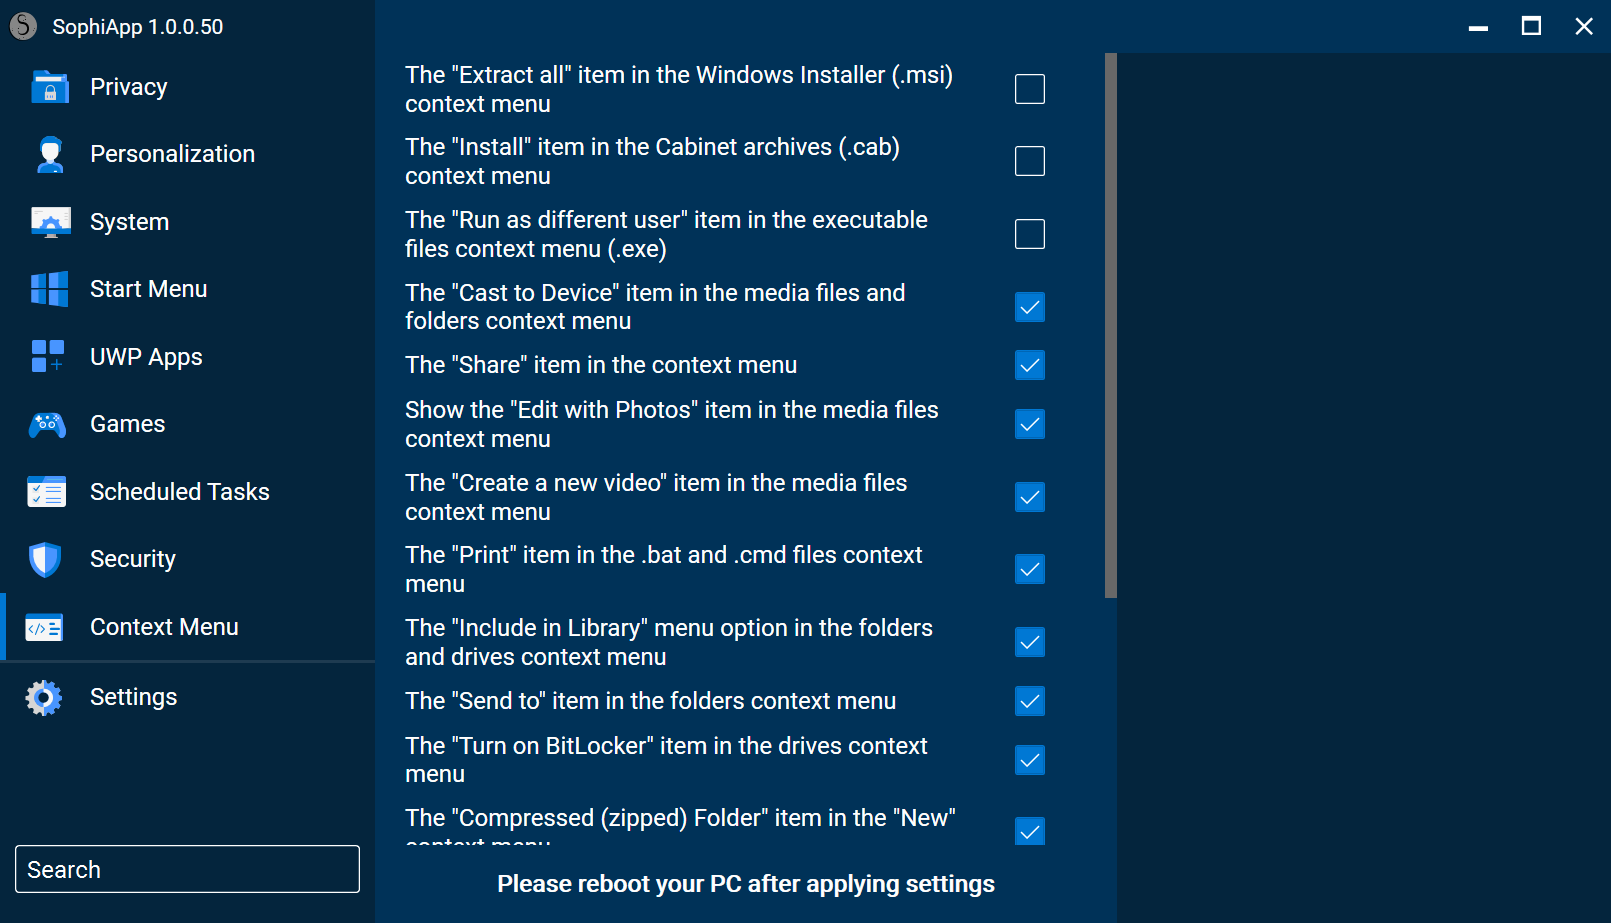 SophiApp 1.0.0.50
Privacy
Personalization
System
Start Menu
UWP Apps
Games
Scheduled Tasks
Security
Context Menu
Settings
Search
The "Extract all" item in the Windows Installer (.msi)
context menu
The "Install" item in the Cabinet archives (.cab)
context menu
The "Run as different user" item in the executable
files context menu (.exe)
The "Cast to Device" item in the media files and
folders context menu
The "Share" item in the context menu
Show the "Edit with Photos" item in the media files
context menu
The "Create a new video" item in the media files
context menu
The "Print" item in the .bat and .cmd files context
menu
The "Include in Library" menu option in the folders
and drives context menu
The "Send to" item in the folders context menu
The "Turn on BitLocker" item in the drives context
menu
The "Compressed (zipped) Folder" item in the "New"
context menu
Please reboot your PC after applying settings